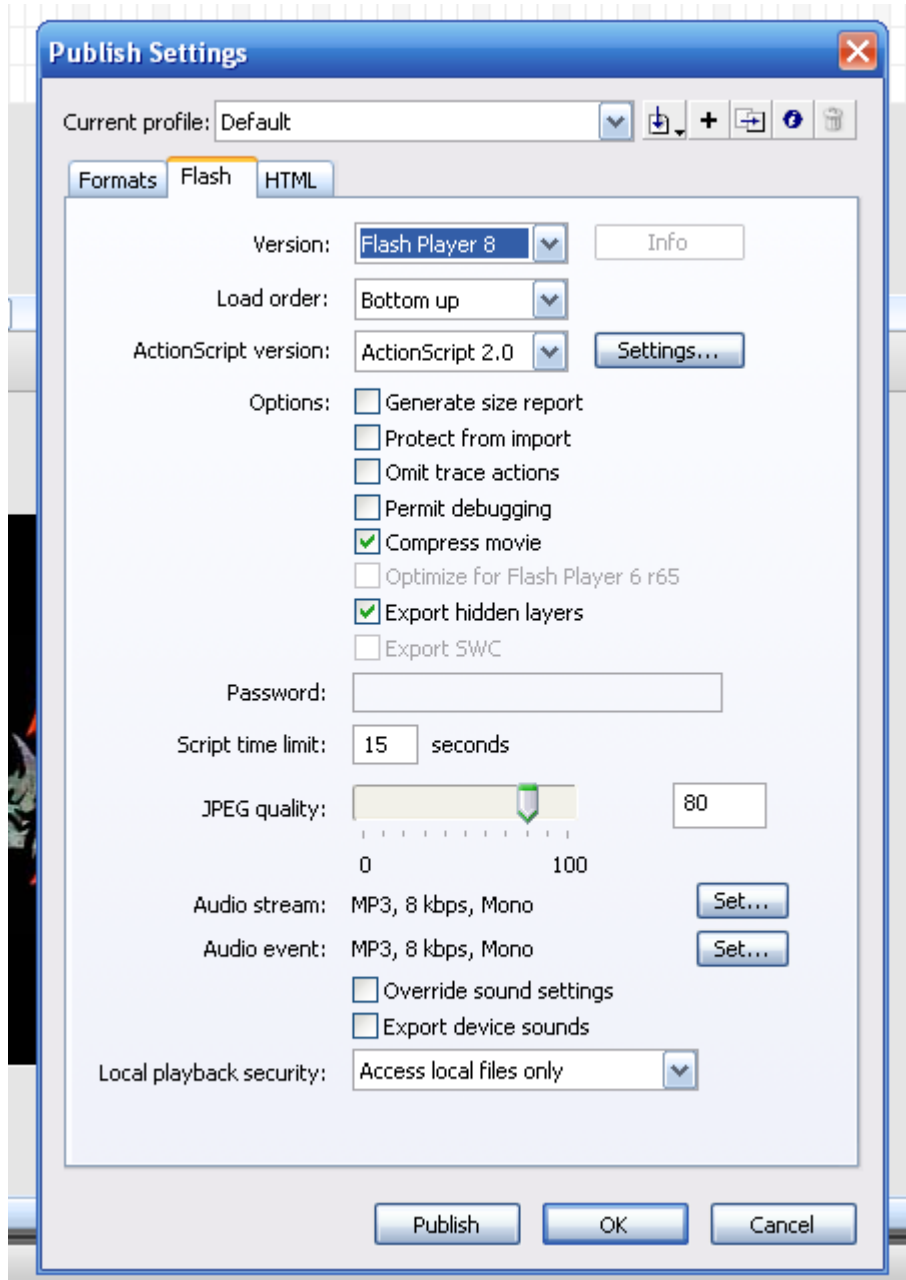 Publish Settings
Current profile: Default
Formats Flash HTML
Version: Flash Player 8 Info
Load order: Bottom up
ActionScript version: ActionScript 2.0 Settings...
Options: Generate size report
Protect from import
Omit trace actions
Permit debugging
Compress movie
Optimize for Flash Player 6 r65
Export hidden layers
Export SWC
Password:
Script time limit: 15 seconds
JPEG quality: 80
0 100
Audio stream: MP3, 8 kbps, Mono Set...
Audio event: MP3, 8 kbps, Mono Set...
Override sound settings
Export device sounds
Local playback security: Access local files only
Publish OK Cancel